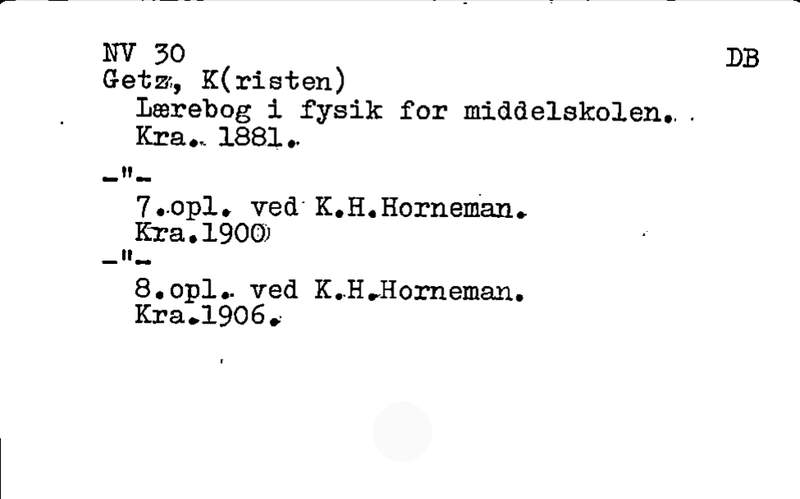 NV 30 DB
Getz, K(risten)
Lærebog i fysik for middelskolen.
Kra. 1881.
-"-
7.opl. ved K.H.Horneman.
Kra.1900
-"-
8.opl. ved K.H.Horneman.
Kra.1906.